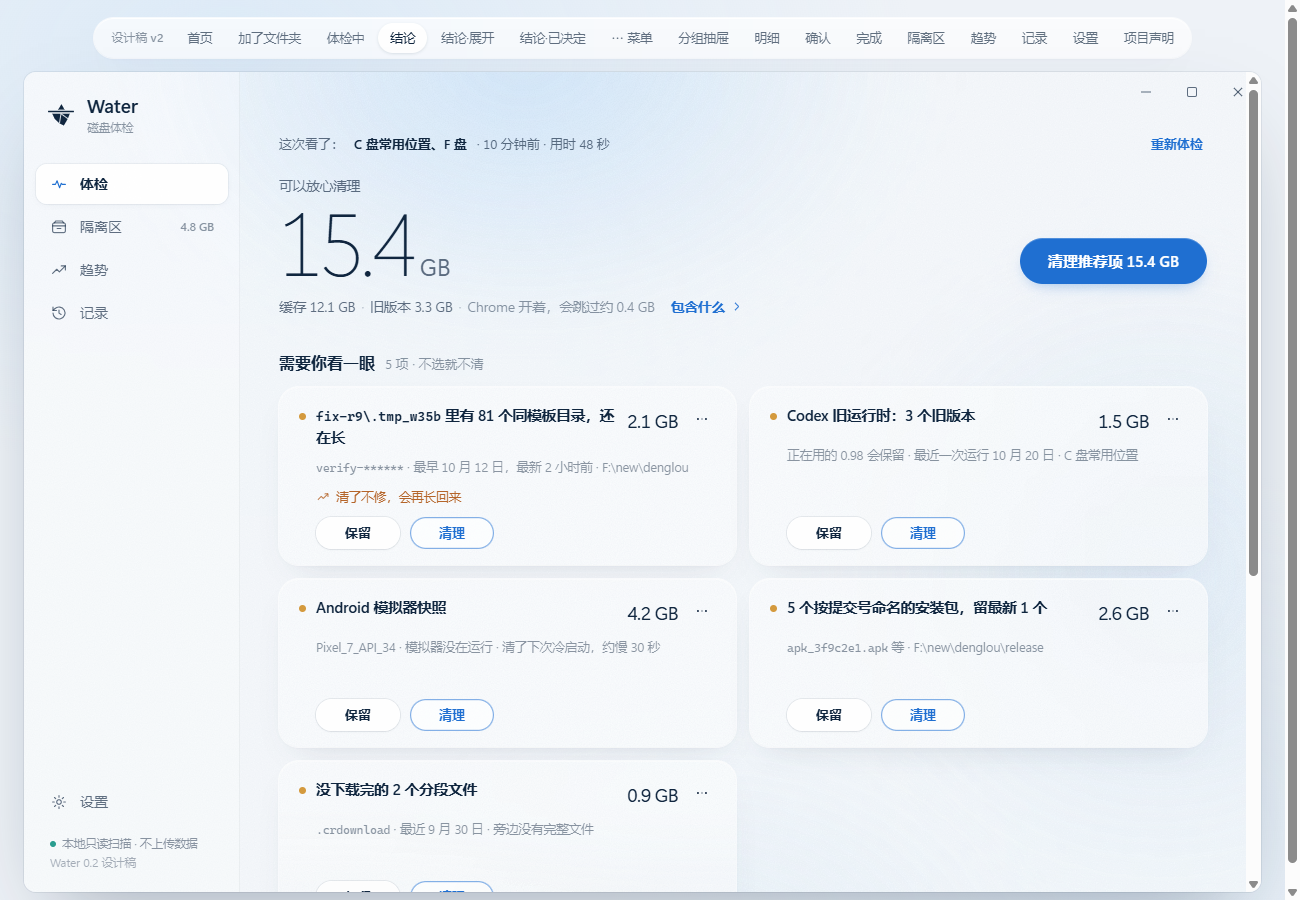 设计稿 v2 首页 加了文件夹 体检中 结论 结论·展开 结论·已决定 ··· 菜单 分组抽屉 明细 确认 完成 隔离区 趋势 记录 设置 项目声明
Water
磁盘体检
体检
隔离区 4.8 GB
趋势
记录
设置
本地只读扫描 · 不上传数据
Water 0.2 设计稿
这次看了： C 盘常用位置、F 盘 · 10 分钟前 · 用时 48 秒
重新体检
可以放心清理
15.4 GB
清理推荐项 15.4 GB
缓存 12.1 GB · 旧版本 3.3 GB · Chrome 开着，会跳过约 0.4 GB 包含什么
需要你看一眼 5 项 · 不选就不清
fix-r9\.tmp_w35b 里有 81 个同模板目录，还
在长
2.1 GB ···
verify-****** · 最早 10 月 12 日，最新 2 小时前 · F:\new\denglou
清了不修，会再长回来
保留 清理
Codex 旧运行时：3 个旧版本
1.5 GB ···
正在用的 0.98 会保留 · 最近一次运行 10 月 20 日 · C 盘常用位置
保留 清理
Android 模拟器快照
4.2 GB ···
Pixel_7_API_34 · 模拟器没在运行 · 清了下次冷启动，约慢 30 秒
保留 清理
5 个按提交号命名的安装包，留最新 1 个
2.6 GB ···
apk_3f9c2e1.apk 等 · F:\new\denglou\release
保留 清理
没下载完的 2 个分段文件
0.9 GB ···
.crdownload · 最近 9 月 30 日 · 旁边没有完整文件